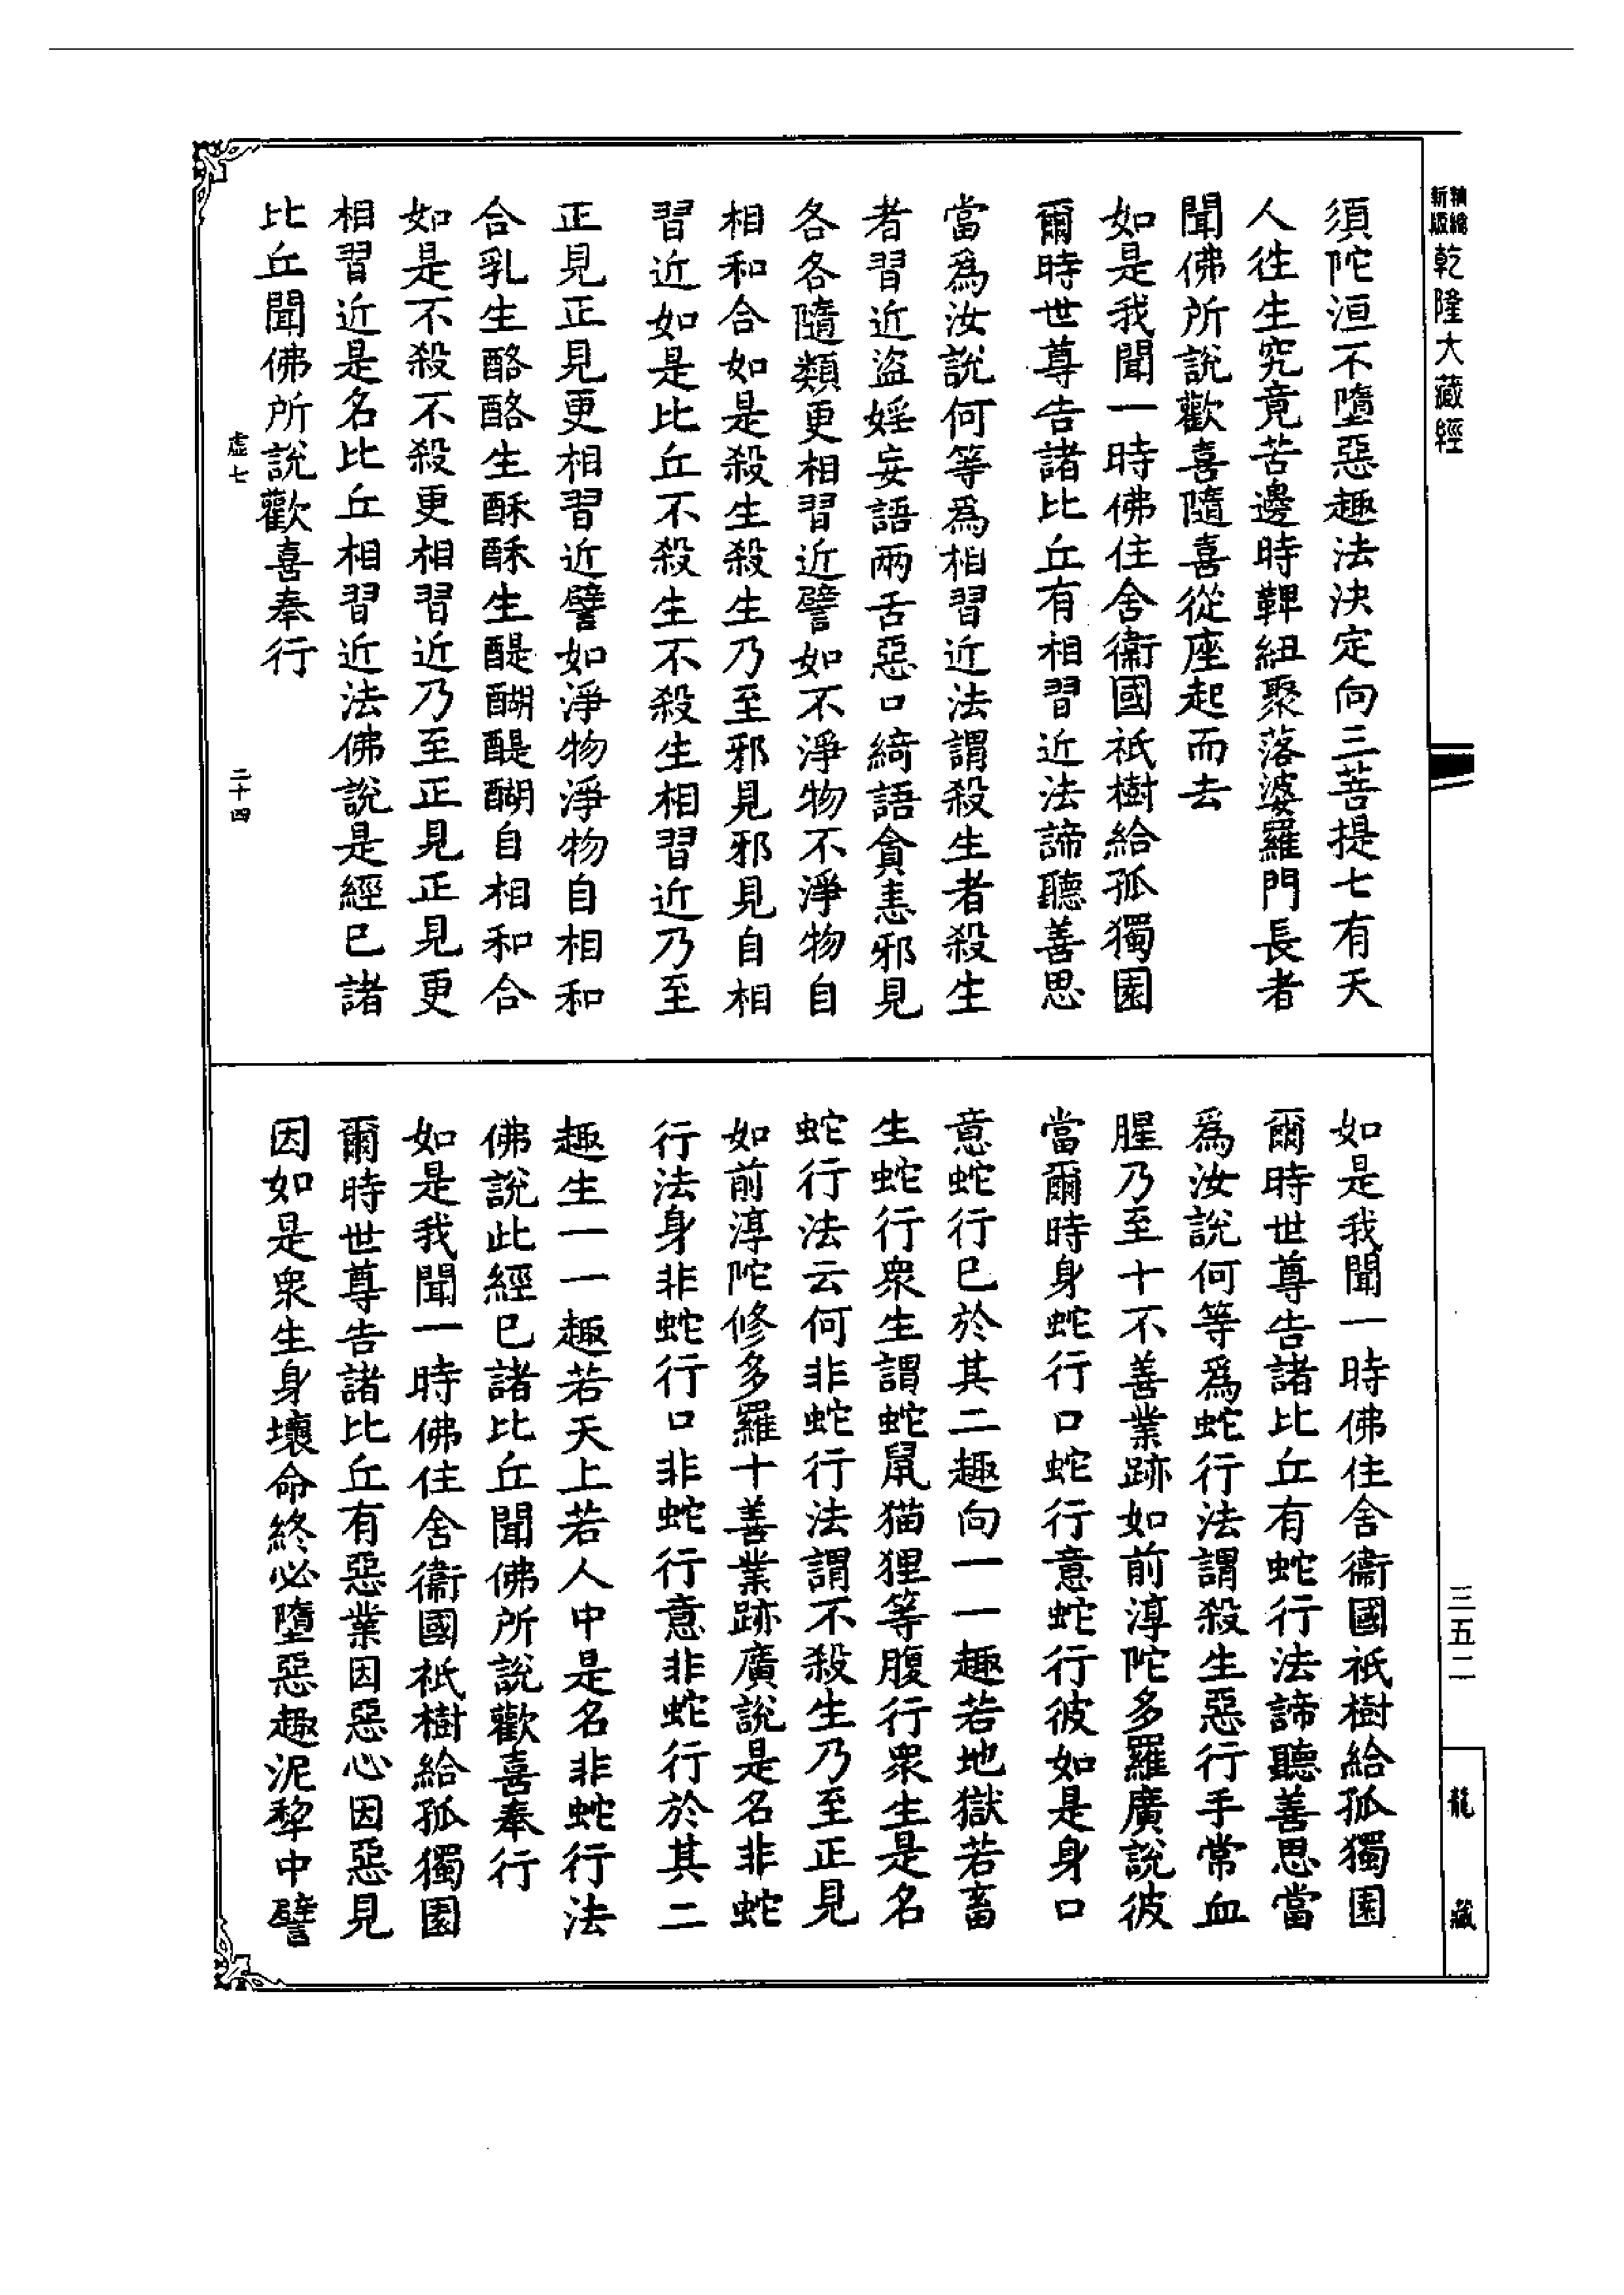 新版
乾隆大藏經
須陀洹不墮惡趣法決定向三菩提七有天
人徃生究竟苦邊時鞞紐聚落婆羅門長者
聞佛所說歡喜隨喜從座起而去
如是我聞一時佛住舍衞國祇樹給孤獨園
爾時世尊告諸比丘有相習近法諦聽善思
當爲汝說何等爲相習近法謂殺生者殺生
者習近盜婬妄語兩舌惡口綺語貪恚邪見
各各隨類更相習近譬如不淨物不淨物自
相和合如是殺生殺生乃至邪見邪見自相
習近如是比丘不殺生不殺生相習近乃至
正見正見更相習近譬如淨物淨物自相和
合乳生酪酪生酥酥生醍醐醍醐自相和合
如是不殺不殺更相習近乃至正見正見更
相習近是名比丘相習近法佛說是經巳諸
比丘聞佛所說歡喜奉行
虛七
二十四
如是我聞一時佛住舍衞國祇樹給孤獨園
爾時世尊告諸比丘有蛇行法諦聽善思當
爲汝說何等爲蛇行法謂殺生惡行手常血
腥乃至十不善業跡如前淳陀多羅廣說彼
當爾時身蛇行口蛇行意蛇行彼如是身口
意蛇行巳於其二趣向一一趣若地獄若畜
生蛇行衆生謂蛇鼠猫狸等腹行衆生是名
蛇行法云何非蛇行法謂不殺生乃至正見
如前淳陀修多羅十善業跡廣說是名非蛇
行法身非蛇行口非蛇行意非蛇行於其二
趣生一一趣若天上若人中是名非蛇行法
佛說此經巳諸比丘聞佛所說歡喜奉行
如是我聞一時佛住舍衞國祇樹給孤獨園
爾時世尊告諸比丘有惡業因惡心因惡見
因如是衆生身壞命終必墮惡趣泥犂中譬
三五二
龍藏